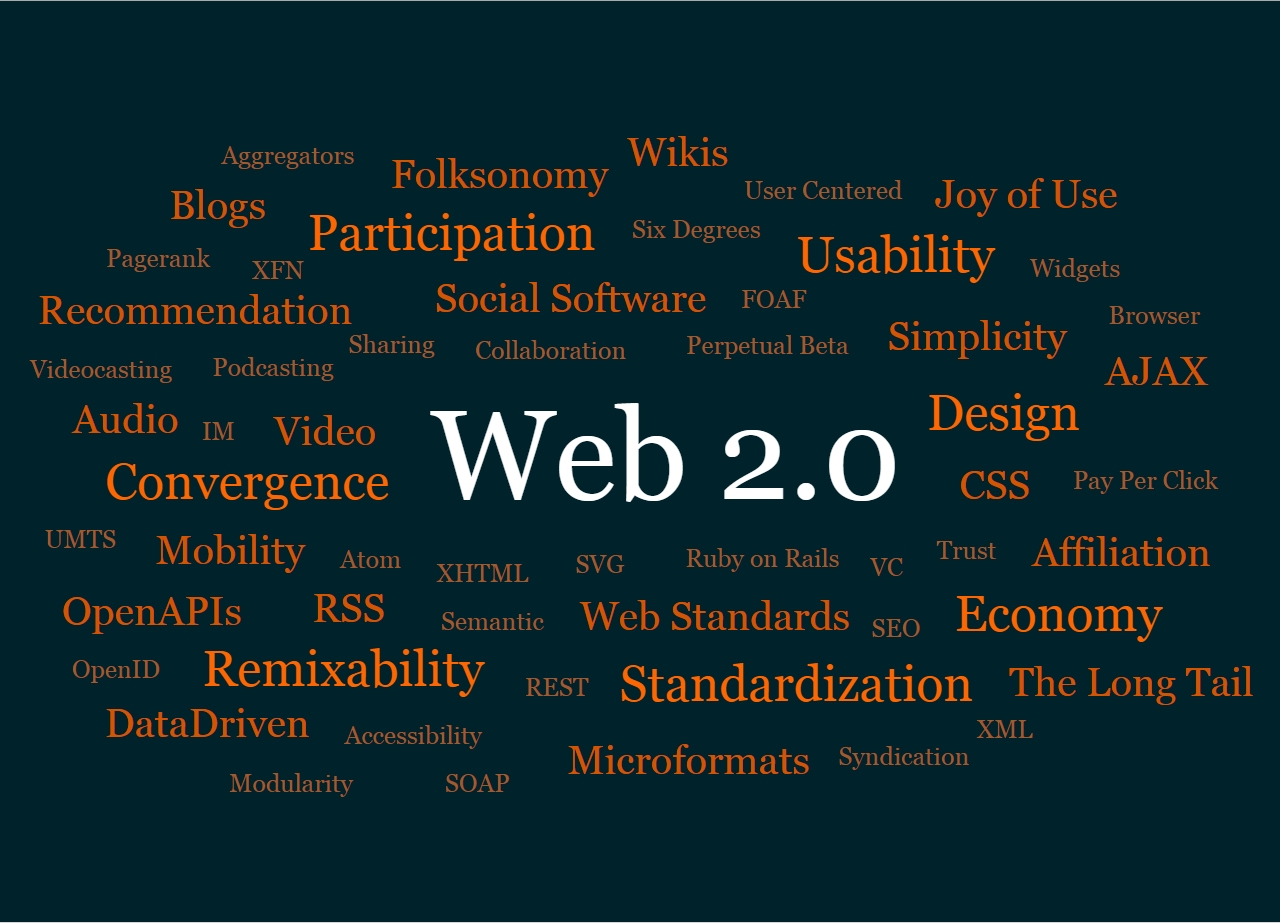 Wikis
Aggregators
Folksonomy
User Centered
Joy of Use
Blogs
Participation
Six Degrees
Usability
Pagerank
XFN
Widgets
Recommendation
Social Software
FOAF
Browser
Sharing
Collaboration
Perpetual Beta
Simplicity
Videocasting
Podcasting
AJAX
Audio
IM
Video
Web 2.0
Design
Convergence
CSS
Pay Per Click
UMTS
Mobility
Atom
XHTML
SVG
Ruby on Rails
VC
Trust
Affiliation
OpenAPIs
RSS
Semantic
Web Standards
SEO
Economy
OpenID
Remixability
REST
Standardization
The Long Tail
DataDriven
Accessibility
XML
Microformats
Syndication
Modularity
SOAP